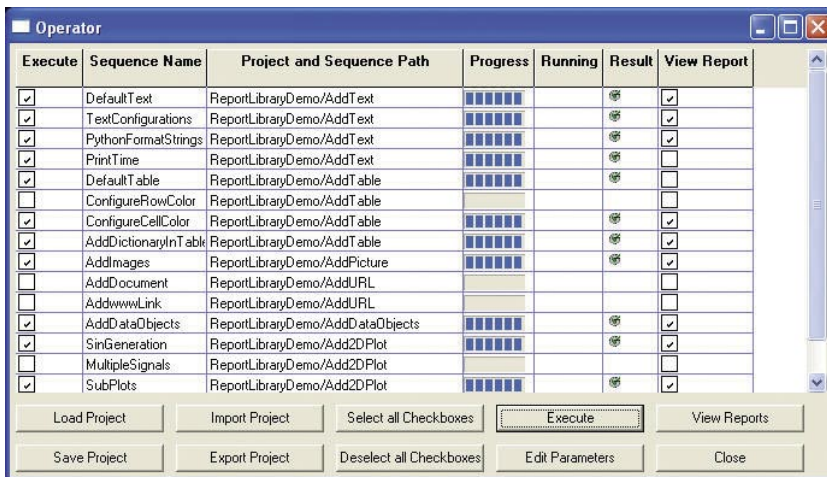 Operator
Execute Sequence Name Project and Sequence Path Progress Running Result View Report
DefaultText ReportLibraryDemo/AddText
TextConfigurations ReportLibraryDemo/AddText
PythonFormatStrings ReportLibraryDemo/AddText
PrintTime ReportLibraryDemo/AddText
DefaultTable ReportLibraryDemo/AddTable
ConfigureRowColor ReportLibraryDemo/AddTable
ConfigureCellColor ReportLibraryDemo/AddTable
AddDictionaryInTable ReportLibraryDemo/AddTable
AddImages ReportLibraryDemo/AddPicture
AddDocument ReportLibraryDemo/AddURL
AddwwwLink ReportLibraryDemo/AddURL
AddDataObjects ReportLibraryDemo/AddDataObjects
SinGeneration ReportLibraryDemo/Add2DPlot
MultipleSignals ReportLibraryDemo/Add2DPlot
SubPlots ReportLibraryDemo/Add2DPlot
Load Project Import Project Select all Checkboxes Execute View Reports
Save Project Export Project Deselect all Checkboxes Edit Parameters Close